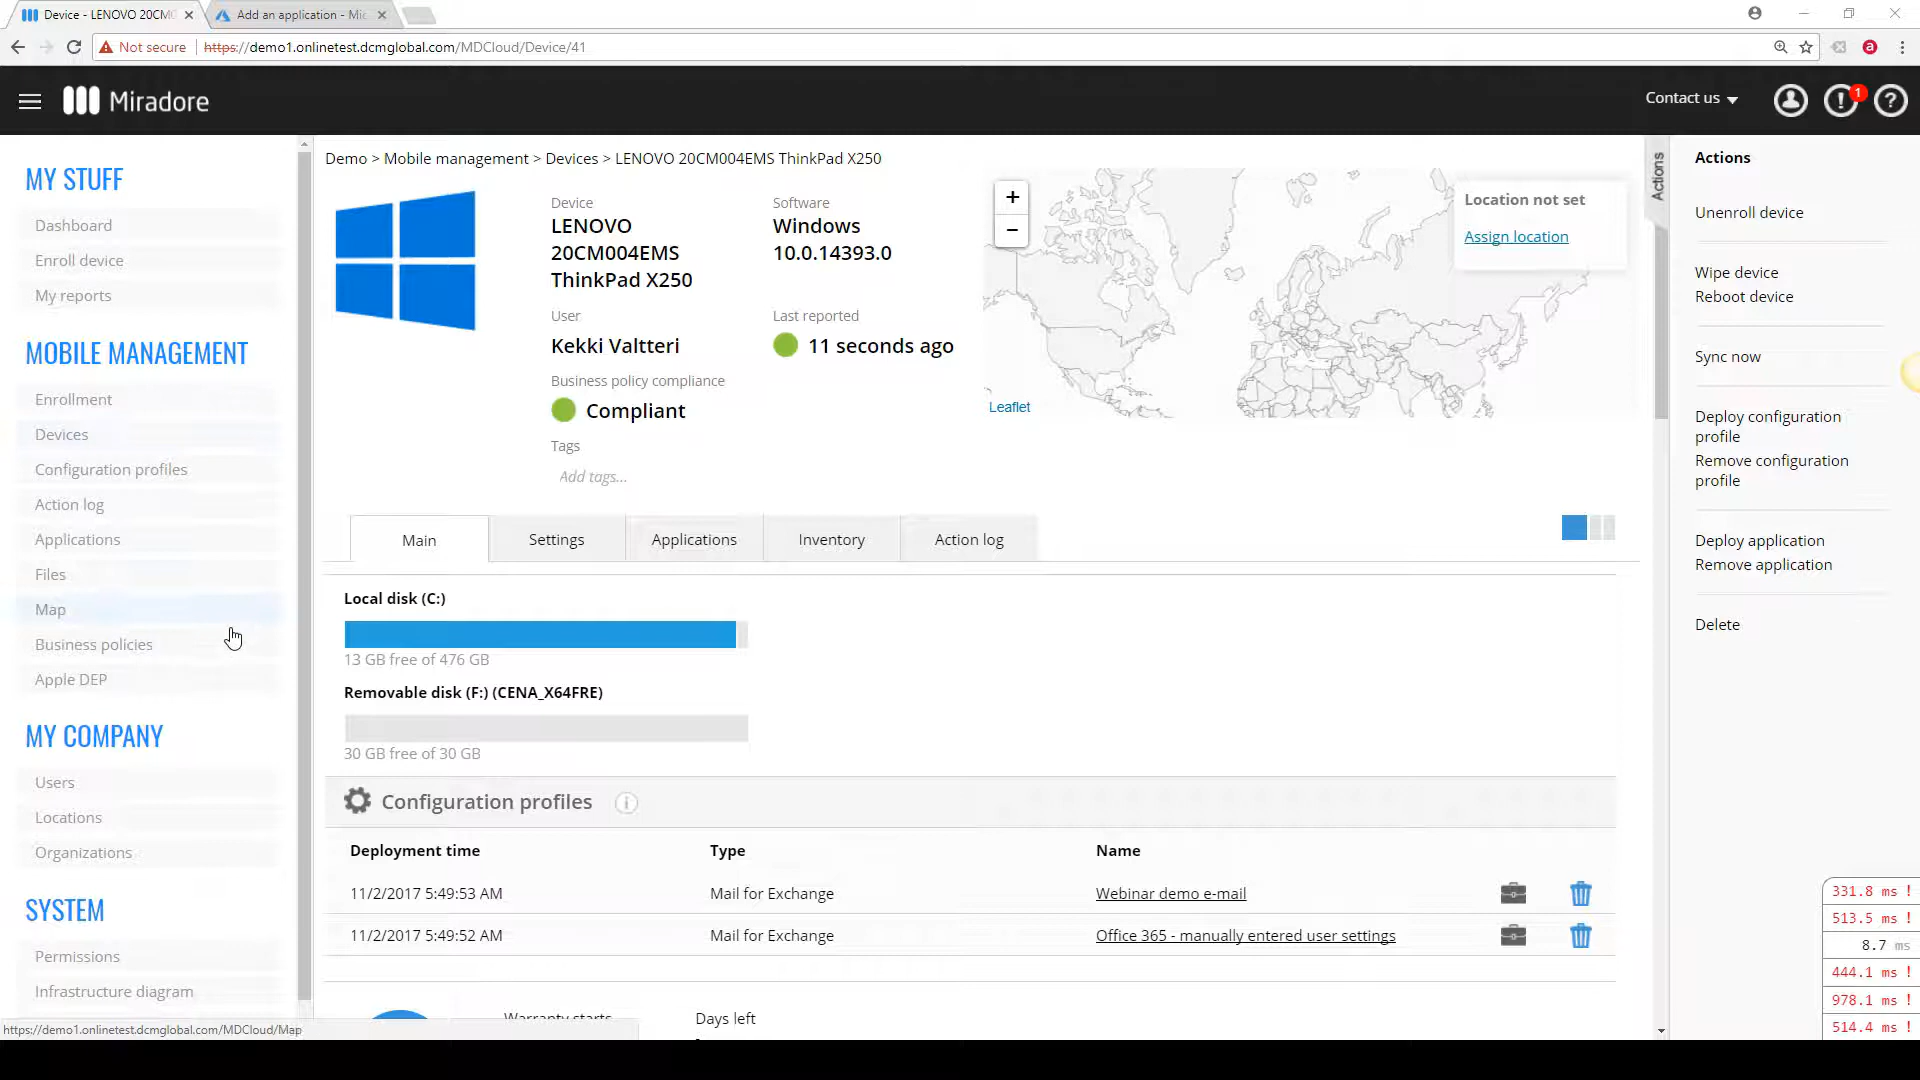 Device - LENOVO 20CM0
Add an application - Mic
Not secure
https://demo1.onlinetest.dcmglobal.com/MDCloud/Device/41
a
Miradore
Contact us
1
MY STUFF
Dashboard
Enroll device
My reports
MOBILE MANAGEMENT
Enrollment
Devices
Configuration profiles
Action log
Applications
Files
Map
Business policies
Apple DEP
MY COMPANY
Users
Locations
Organizations
SYSTEM
Permissions
Infrastructure diagram
https://demo1.onlinetest.dcmglobal.com/MDCloud/Map
Demo > Mobile management > Devices > LENOVO 20CM004EMS ThinkPad X250
Device
LENOVO
20CM004EMS
ThinkPad X250
User
Kekki Valtteri
Business policy compliance
Compliant
Tags
Add tags...
Software
Windows
10.0.14393.0
Last reported
11 seconds ago
+
−
Location not set
Assign location
Leaflet
Main
Settings
Applications
Inventory
Action log
Local disk (C:)
13 GB free of 476 GB
Removable disk (F:) (CENA_X64FRE)
30 GB free of 30 GB
Configuration profiles
Deployment time Type Name
11/2/2017 5:49:53 AM Mail for Exchange Webinar demo e-mail
11/2/2017 5:49:52 AM Mail for Exchange Office 365 - manually entered user settings
Warranty starts
Days left
Actions
Actions
Unenroll device
Wipe device
Reboot device
Sync now
Deploy configuration
profile
Remove configuration
profile
Deploy application
Remove application
Delete
331.8 ms !
513.5 ms !
8.7 ms
444.1 ms !
978.1 ms !
514.4 ms !